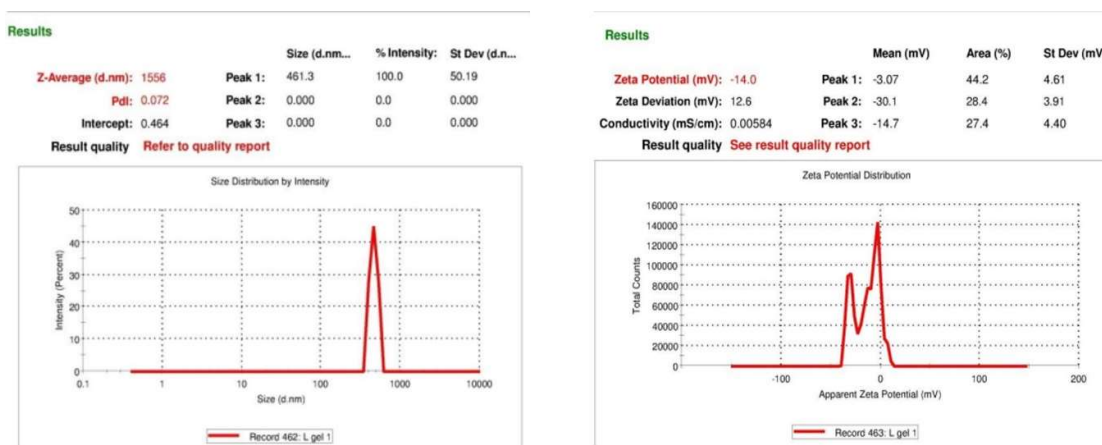 Results
Size (d.nm... % Intensity: St Dev (d.n...
Z-Average (d.nm): 1556 Peak 1: 461.3 100.0 50.19
PdI: 0.072 Peak 2: 0.000 0.0 0.000
Intercept: 0.464 Peak 3: 0.000 0.0 0.000
Result quality Refer to quality report
Size Distribution by Intensity
Intensity (Percent)
50
40
30
20
10
0
0.1 1 10 100 1000 10000
Size (d.nm)
Record 462: L gel 1
Results
Mean (mV) Area (%) St Dev (mV
Zeta Potential (mV): -14.0 Peak 1: -3.07 44.2 4.61
Zeta Deviation (mV): 12.6 Peak 2: -30.1 28.4 3.91
Conductivity (mS/cm): 0.00584 Peak 3: -14.7 27.4 4.40
Result quality See result quality report
Zeta Potential Distribution
Total Counts
160000
140000
120000
100000
80000
60000
40000
20000
0
-100 0 100 200
Apparent Zeta Potential (mV)
Record 463: L gel 1